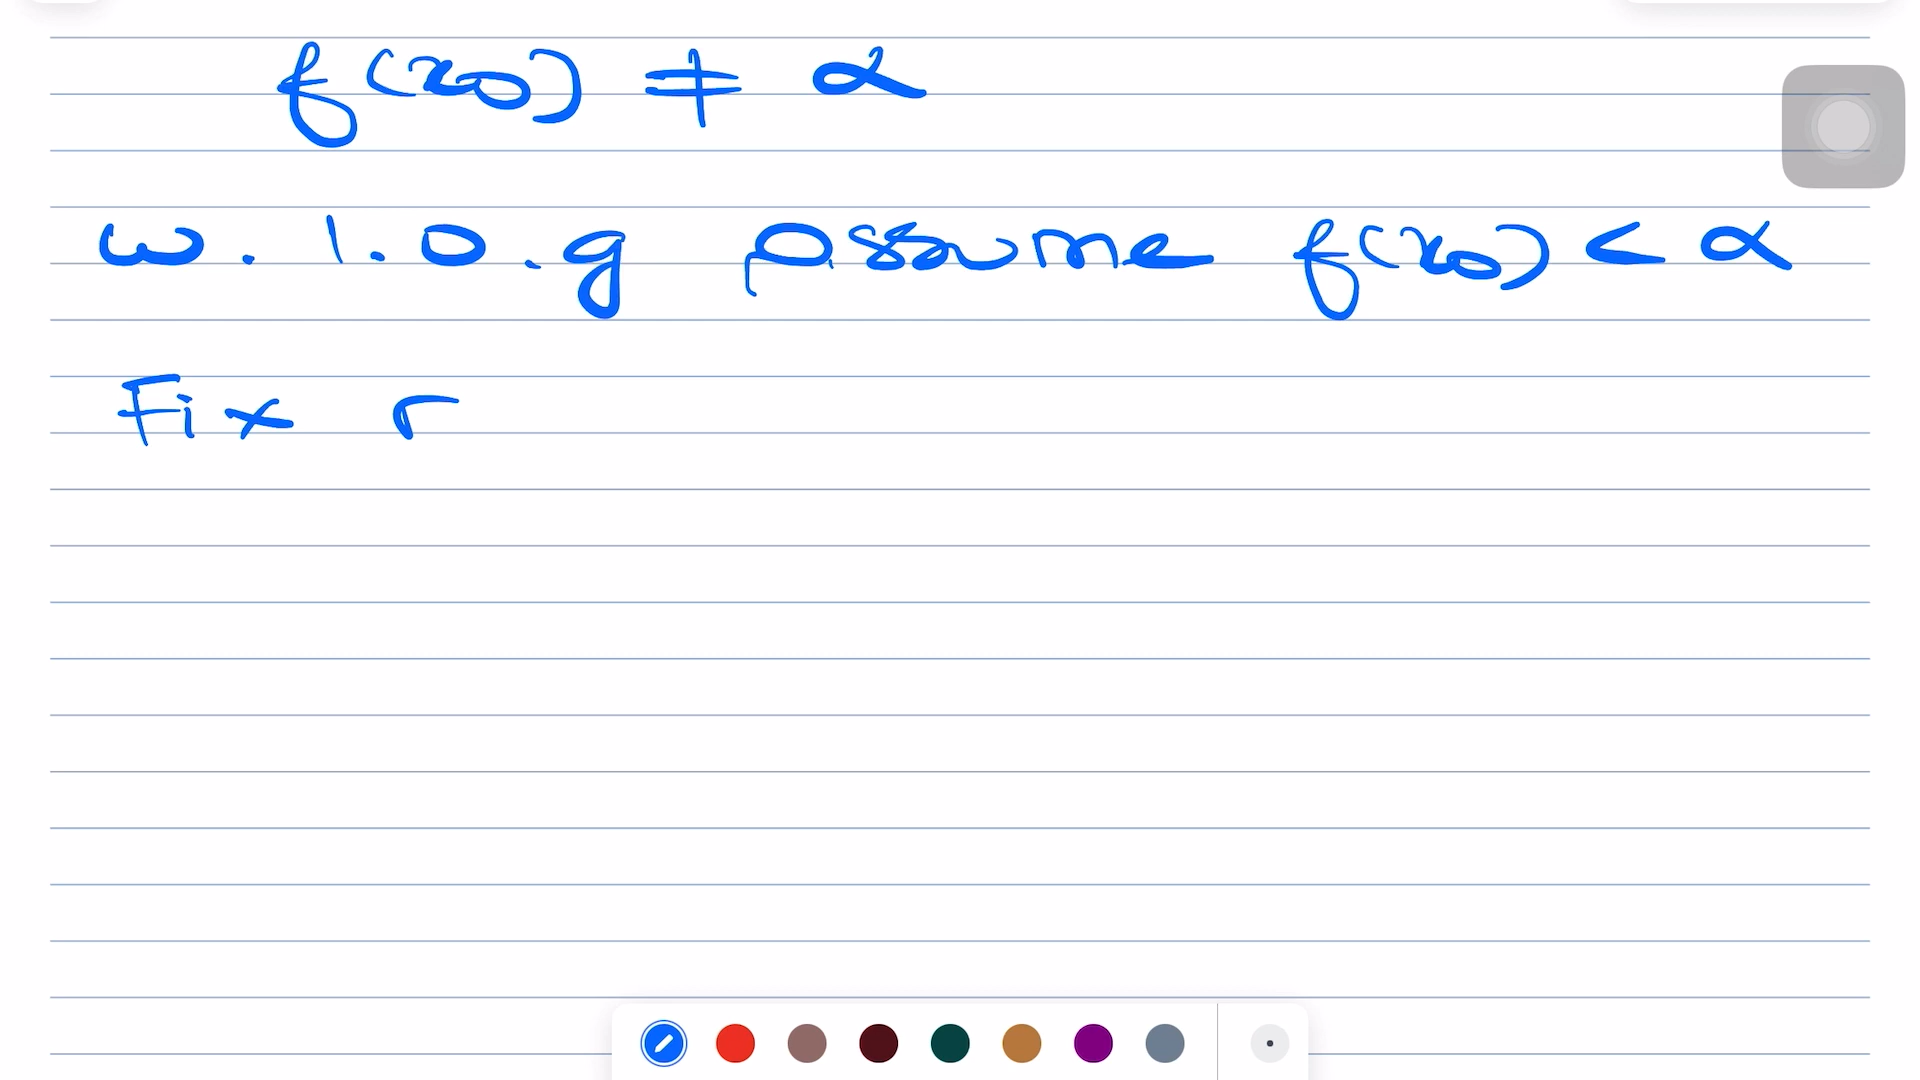 f(x₀) ≠ α
w.l.o.g Assume f(x₀) < α
Fix r